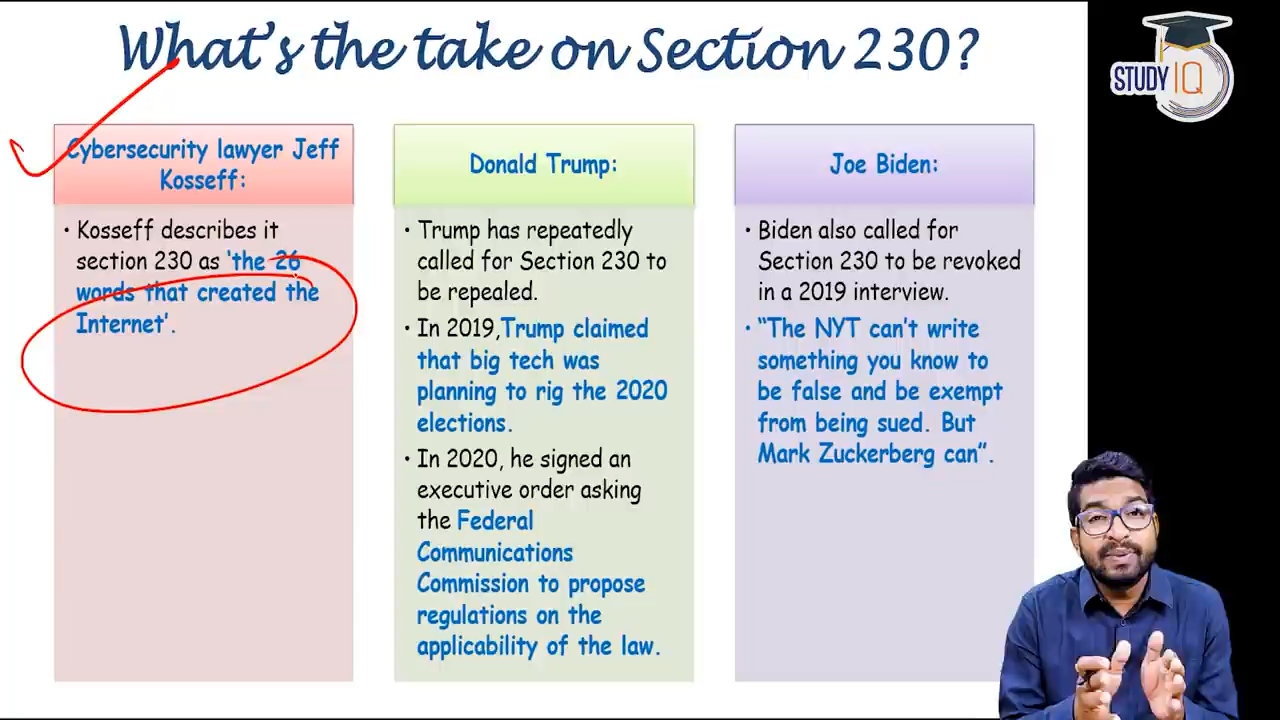 What's the take on Section 230?
STUDY IQ
Cybersecurity lawyer Jeff
Kosseff:
• Kosseff describes it
section 230 as ‘the 26
words that created the
Internet’.
Donald Trump:
• Trump has repeatedly
called for Section 230 to
be repealed.
• In 2019,Trump claimed
that big tech was
planning to rig the 2020
elections.
• In 2020, he signed an
executive order asking
the Federal
Communications
Commission to propose
regulations on the
applicability of the law.
Joe Biden:
• Biden also called for
Section 230 to be revoked
in a 2019 interview.
• “The NYT can’t write
something you know to
be false and be exempt
from being sued. But
Mark Zuckerberg can”.